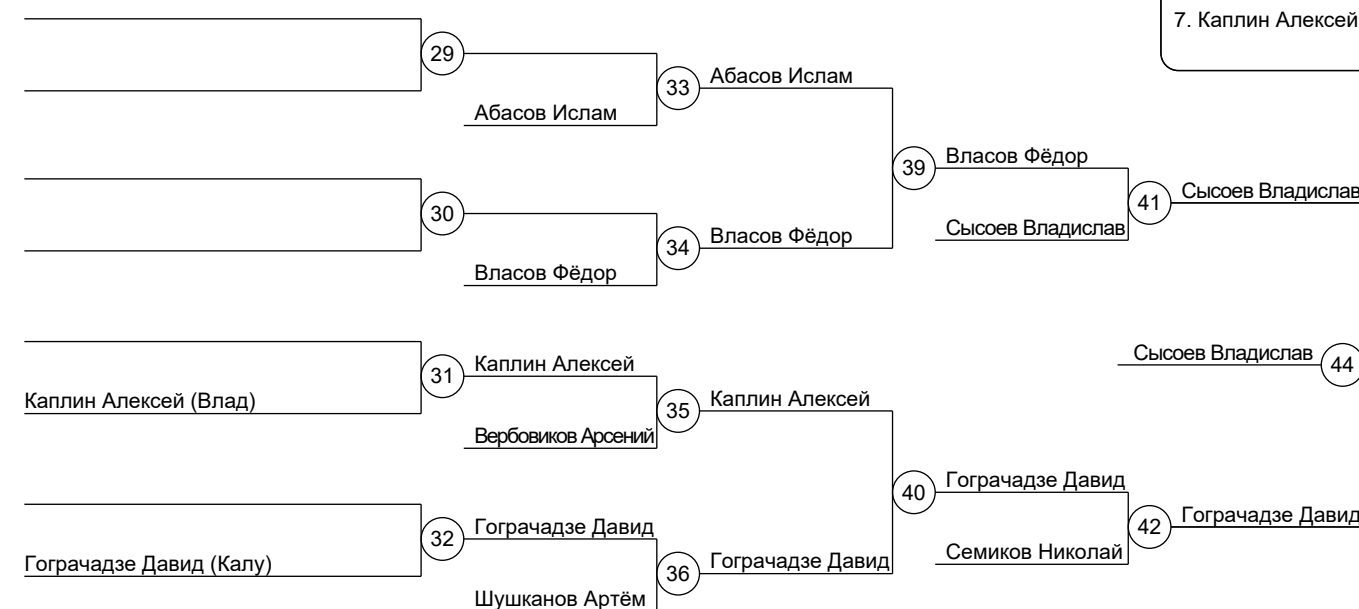 7. Каплин Алексей
29
Абасов Ислам
33
Абасов Ислам
39
Власов Фёдор
41
Сысоев Владислав
30
Власов Фёдор
34
Власов Фёдор
Сысоев Владислав
31
Каплин Алексей
Каплин Алексей (Влад)
35
Каплин Алексей
Вербовиков Арсений
Сысоев Владислав
44
40
Гограчадзе Давид
42
Гограчадзе Давид
32
Гограчадзе Давид
Гограчадзе Давид (Калу)
36
Гограчадзе Давид
Семиков Николай
Шушканов Артём